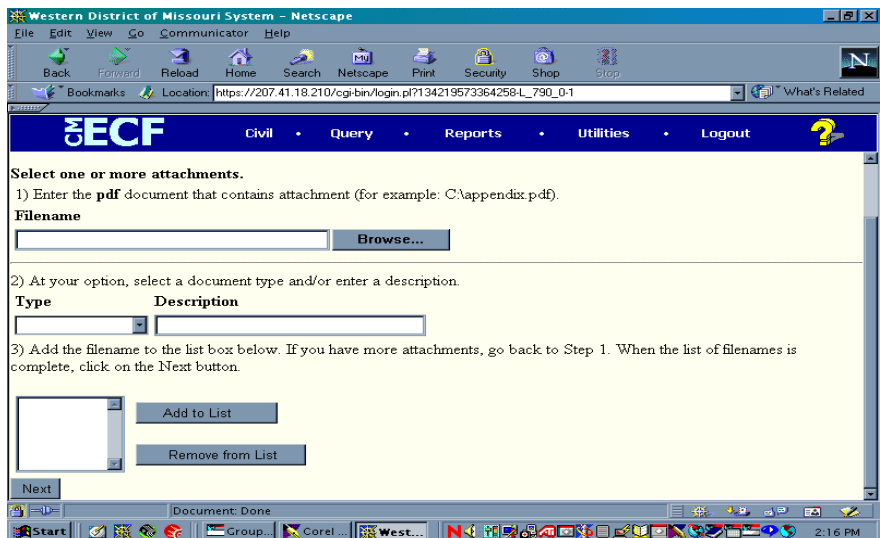 Western District of Missouri System - Netscape
File Edit View Go Communicator Help
Back Forward Reload Home Search Netscape Print Security Shop Stop
My
N
Bookmarks Location: https://207.41.18.210/cgi-bin/login.pl?134219573364258-L_790_0-1 What's Related
CM ECF Civil • Query • Reports • Utilities • Logout ?
Select one or more attachments.
1) Enter the pdf document that contains attachment (for example: C:\appendix.pdf).
Filename
Browse...
2) At your option, select a document type and/or enter a description.
Type Description
3) Add the filename to the list box below. If you have more attachments, go back to Step 1. When the list of filenames is
complete, click on the Next button.
Add to List
Remove from List
Next
Document: Done
Start Group... Corel ... West... N 2:16 PM